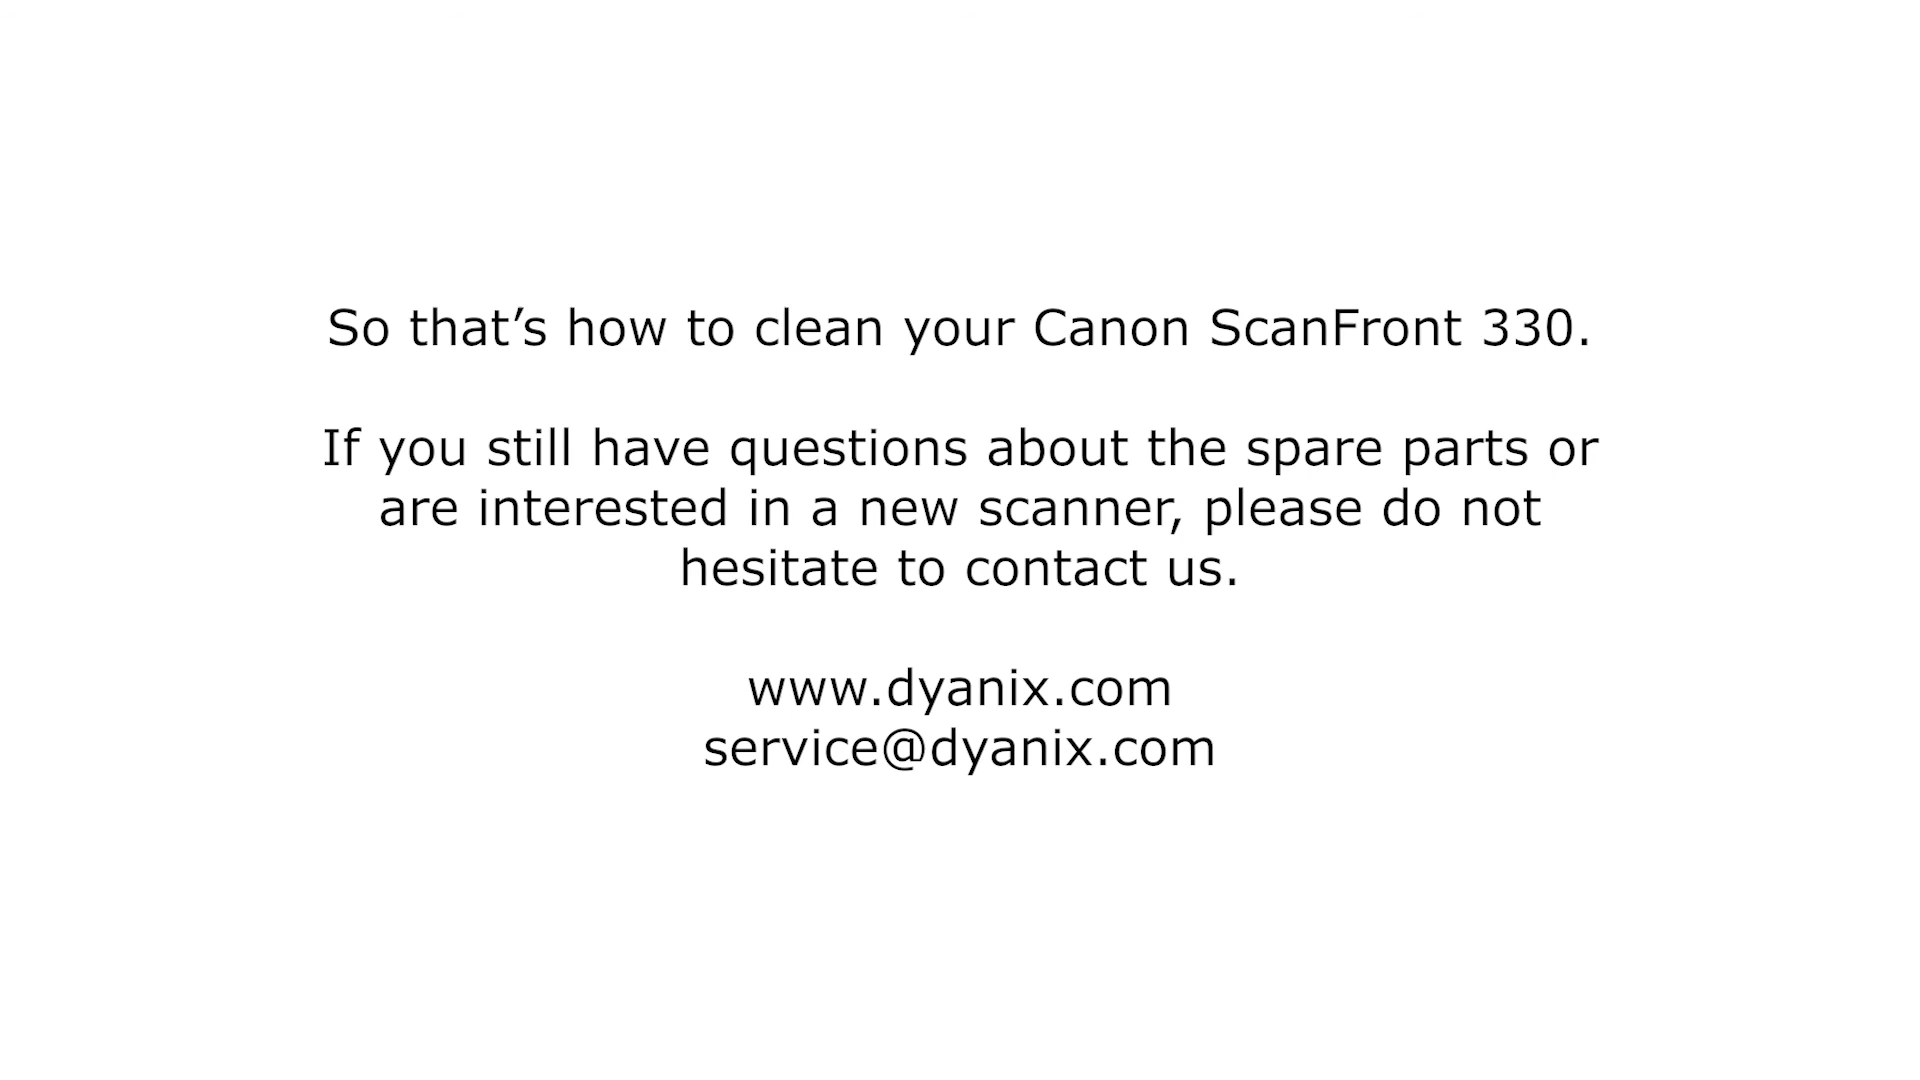 So that’s how to clean your Canon ScanFront 330.
If you still have questions about the spare parts or
are interested in a new scanner, please do not
hesitate to contact us.
www.dyanix.com
service@dyanix.com